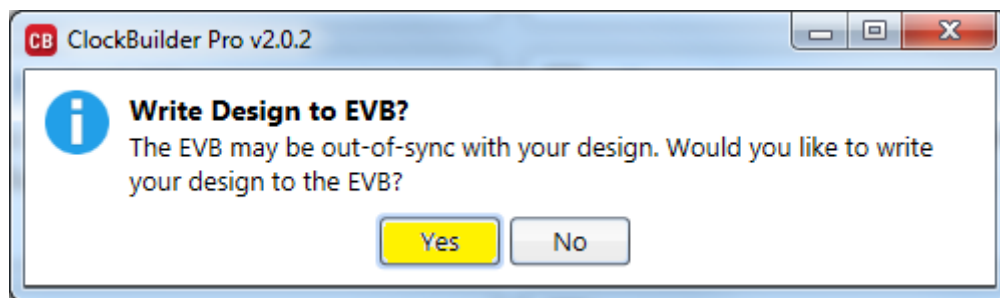 CB ClockBuilder Pro v2.0.2
Write Design to EVB?
The EVB may be out-of-sync with your design. Would you like to write
your design to the EVB?
Yes No